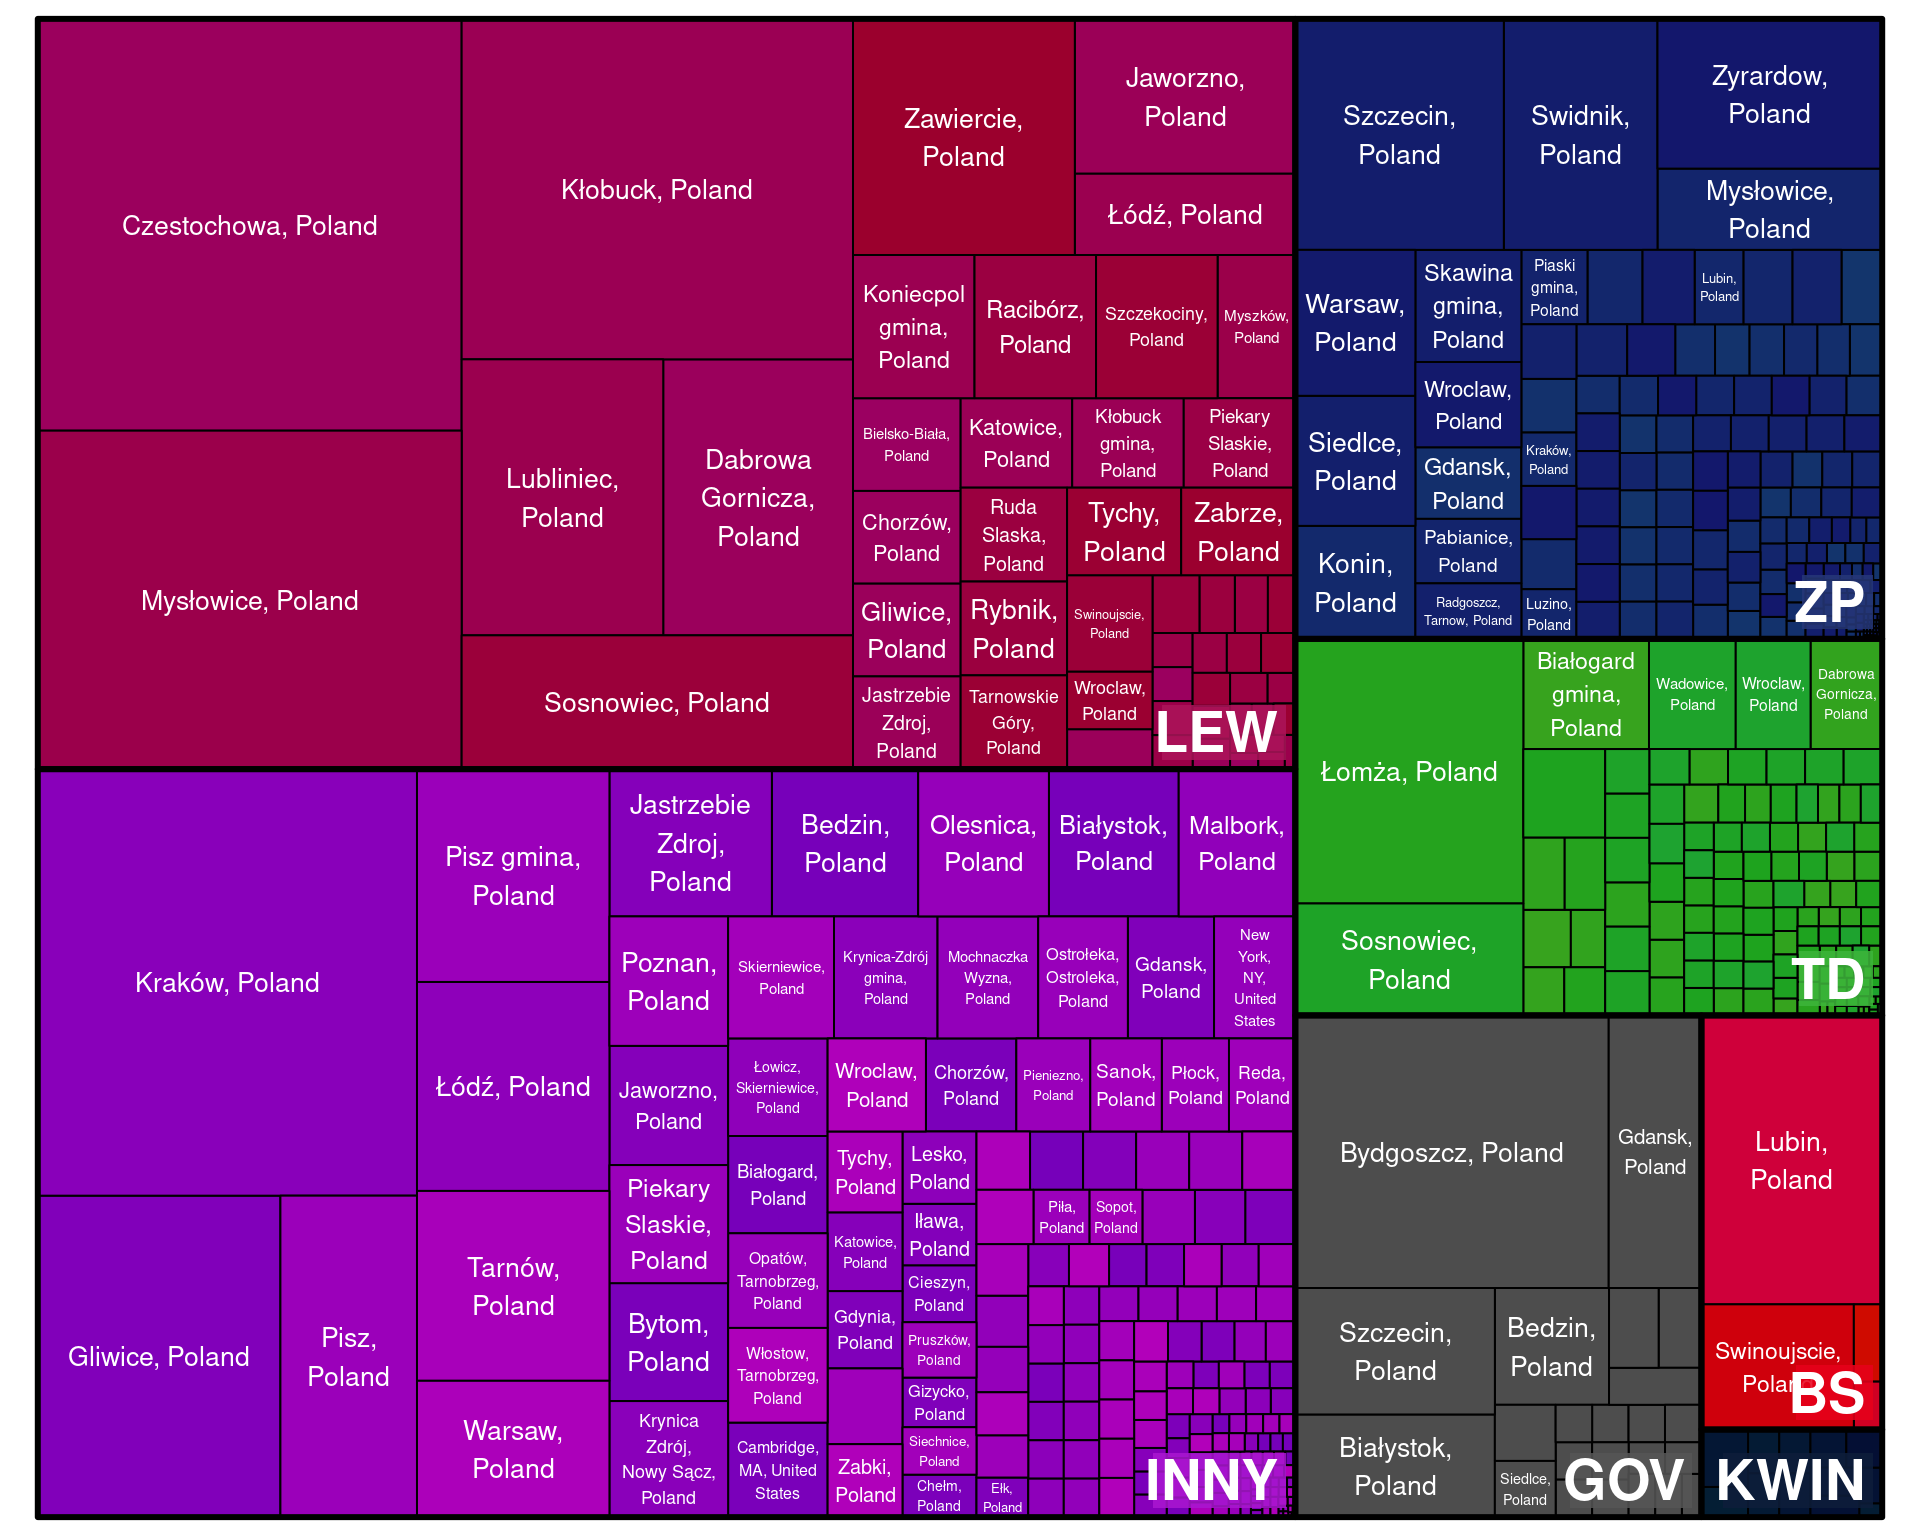 Czestochowa, Poland
Mysłowice, Poland
Kłobuck, Poland
Lubliniec,
Poland
Dabrowa
Gornicza,
Poland
Sosnowiec, Poland
Zawiercie,
Poland
Jaworzno,
Poland
Łódź, Poland
Koniecpol
gmina,
Poland
Racibórz,
Poland
Szczekociny,
Poland
Myszków,
Poland
Bielsko-Biała,
Poland
Katowice,
Poland
Kłobuck
gmina,
Poland
Piekary
Slaskie,
Poland
Chorzów,
Poland
Ruda
Slaska,
Poland
Tychy,
Poland
Zabrze,
Poland
Gliwice,
Poland
Rybnik,
Poland
Swinoujscie,
Poland
Jastrzebie
Zdroj,
Poland
Tarnowskie
Góry,
Poland
Wroclaw,
Poland
LEW
Szczecin,
Poland
Swidnik,
Poland
Zyrardow,
Poland
Mysłowice,
Poland
Warsaw,
Poland
Skawina
gmina,
Poland
Piaski
gmina,
Poland
Lubin,
Poland
Siedlce,
Poland
Wroclaw,
Poland
Gdansk,
Poland
Kraków,
Poland
Konin,
Poland
Pabianice,
Poland
Radgoszcz,
Tarnow, Poland
Luzino,
Poland
ZP
Łomża, Poland
Sosnowiec,
Poland
Białogard
gmina,
Poland
Wadowice,
Poland
Wroclaw,
Poland
Dabrowa
Gornicza,
Poland
TD
Kraków, Poland
Gliwice, Poland
Pisz,
Poland
Pisz gmina,
Poland
Łódź, Poland
Tarnów,
Poland
Warsaw,
Poland
Jastrzebie
Zdroj,
Poland
Bedzin,
Poland
Olesnica,
Poland
Białystok,
Poland
Malbork,
Poland
Poznan,
Poland
Skierniewice,
Poland
Krynica-Zdrój
gmina,
Poland
Mochnaczka
Wyzna,
Poland
Ostrołeka,
Ostroleka,
Poland
Gdansk,
Poland
New
York,
NY,
United
States
Jaworzno,
Poland
Łowicz,
Skierniewice,
Poland
Wroclaw,
Poland
Chorzów,
Poland
Pieniezno,
Poland
Sanok,
Poland
Płock,
Poland
Reda,
Poland
Piekary
Slaskie,
Poland
Białogard,
Poland
Tychy,
Poland
Lesko,
Poland
Iława,
Poland
Piła,
Poland
Sopot,
Poland
Opatów,
Tarnobrzeg,
Poland
Katowice,
Poland
Cieszyn,
Poland
Bytom,
Poland
Włostow,
Tarnobrzeg,
Poland
Gdynia,
Poland
Pruszków,
Poland
Gizycko,
Poland
Krynica
Zdrój,
Nowy Sącz,
Poland
Cambridge,
MA, United
States
Zabki,
Poland
Siechnice,
Poland
Chełm,
Poland
Ełk,
Poland
INNY
Bydgoszcz, Poland
Gdansk,
Poland
Szczecin,
Poland
Bedzin,
Poland
Białystok,
Poland
Siedlce,
Poland
GOV
Lubin,
Poland
Swinoujscie,
Poland
BS
KWIN